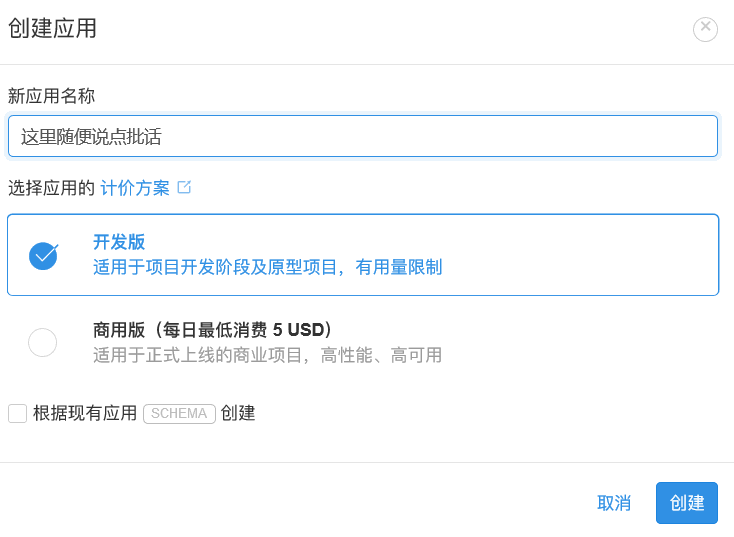 创建应用
新应用名称
这里随便说点批话
选择应用的 计价方案
开发版
适用于项目开发阶段及原型项目，有用量限制
商用版（每日最低消费 5 USD）
适用于正式上线的商业项目，高性能、高可用
根据现有应用 SCHEMA 创建
取消 创建